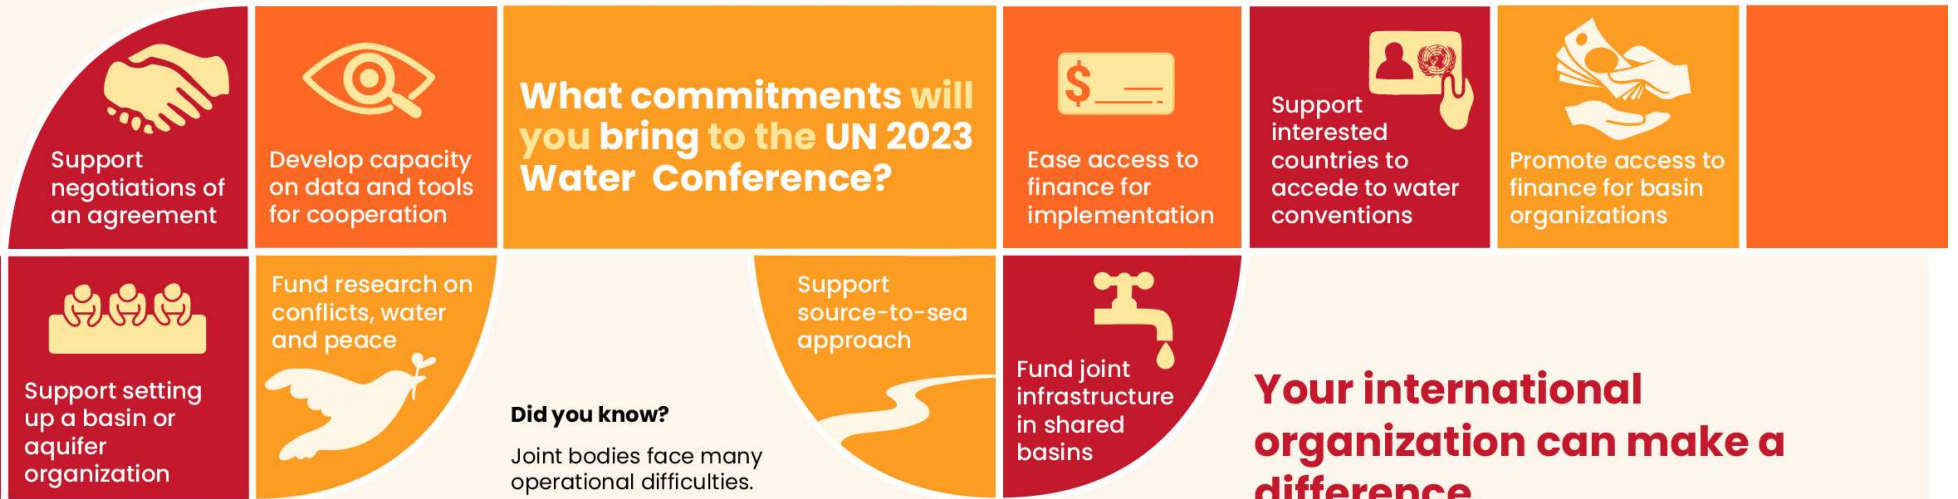 Support
negotiations of
an agreement
Develop capacity
on data and tools
for cooperation
What commitments will
you bring to the UN 2023
Water Conference?
Ease access to
finance for
implementation
Support
interested
countries to
accede to water
conventions
Promote access to
finance for basin
organizations
Support setting
up a basin or
aquifer
organization
Fund research on
conflicts, water
and peace
Did you know?
Joint bodies face many
operational difficulties.
Support
source-to-sea
approach
$
Fund joint
infrastructure
in shared
basins
Your international
organization can make a
difference